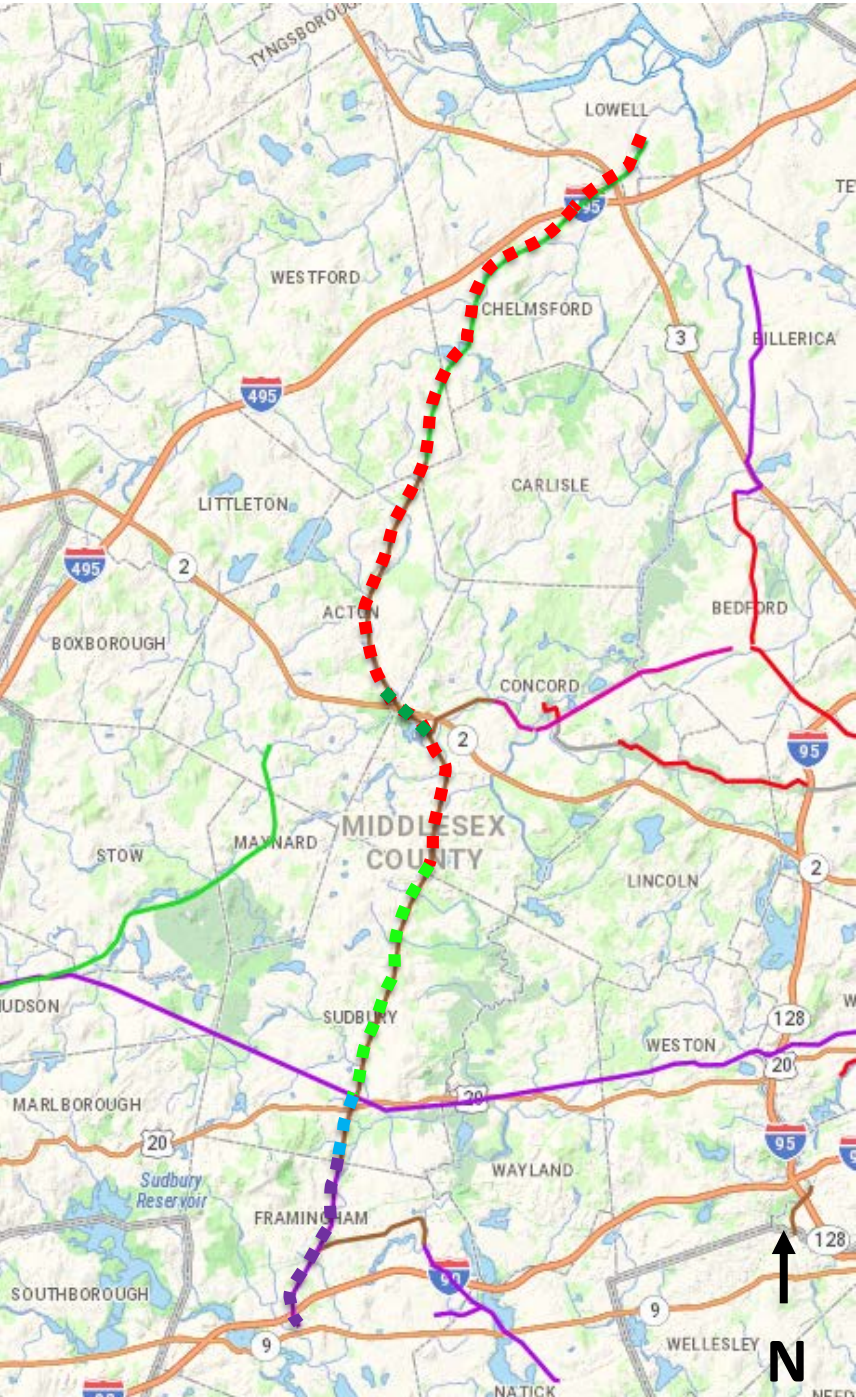 TYNGSBOROU
LOWELL
495
WESTFORD
CHELMSFORD
3
BILLERICA
495
CARLISLE
LITTLETON
495
2
ACTON
BEDFORD
BOXBOROUGH
CONCORD
2
95
MIDDLESEX
COUNTY
MAYNARD
STOW
2
LINCOLN
UDSON
SUDBURY
128
WESTON
20
20
MARLBOROUGH
20
95
Sudbury
Reservoir
WAYLAND
FRAMINGHAM
128
90
SOUTHBOROUGH
9
9
WELLESLEY
N
NATICK